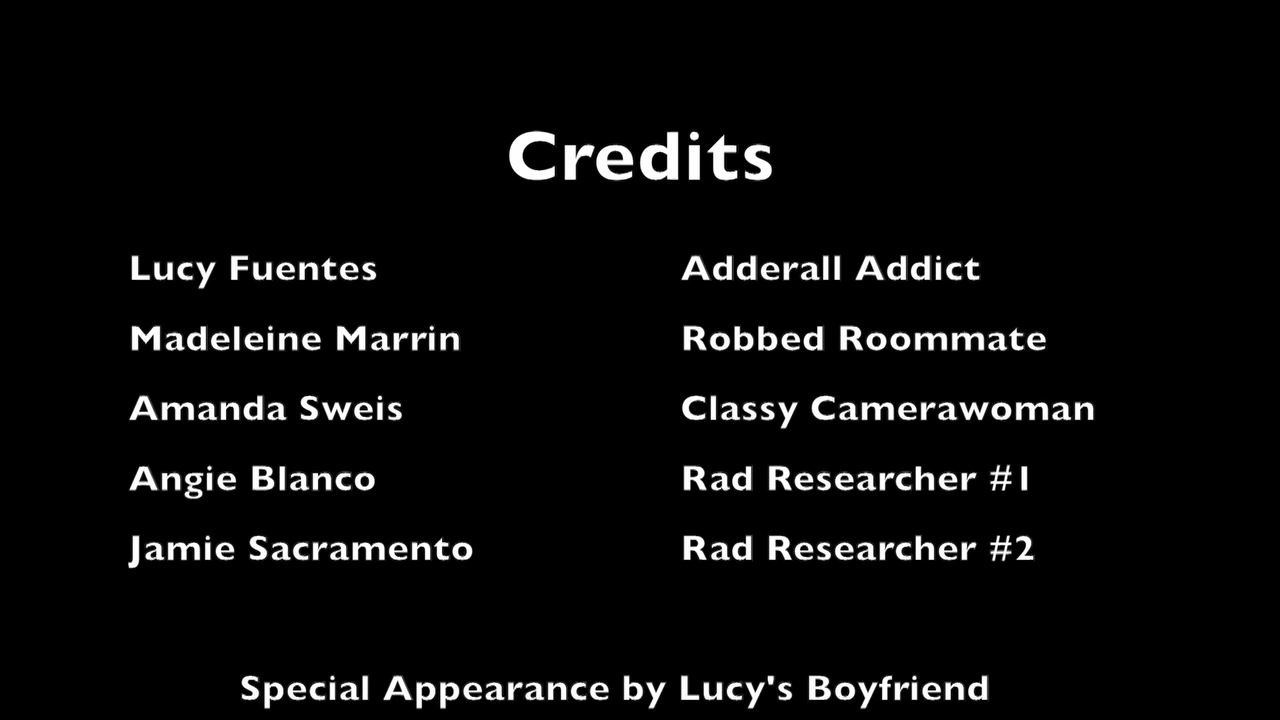 Credits
Lucy Fuentes Adderall Addict
Madeleine Marrin Robbed Roommate
Amanda Sweis Classy Camerawoman
Angie Blanco Rad Researcher #1
Jamie Sacramento Rad Researcher #2
Special Appearance by Lucy's Boyfriend